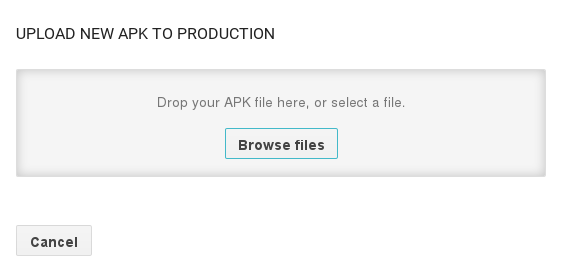 UPLOAD NEW APK TO PRODUCTION
Drop your APK file here, or select a file.
Browse files
Cancel